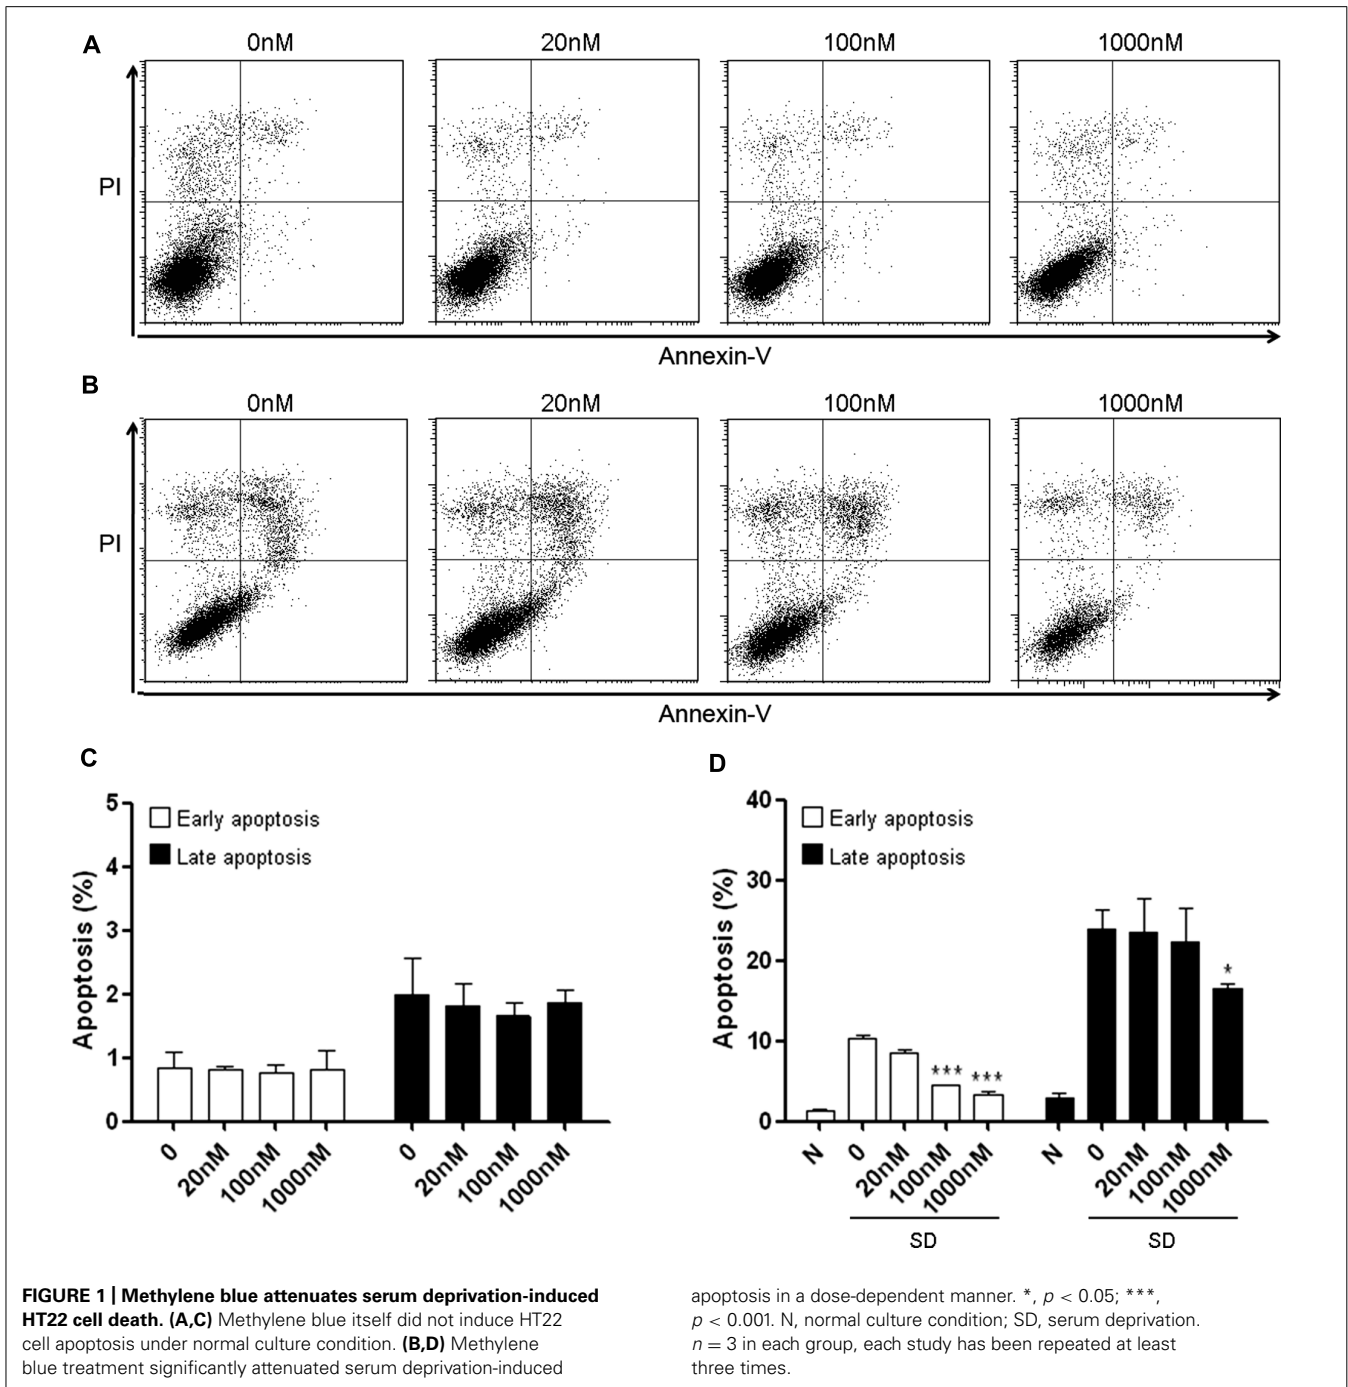 A
0nM 20nM 100nM 1000nM
PI
Annexin-V
B
0nM 20nM 100nM 1000nM
PI
Annexin-V
C
5
4
3
2
1
0
Apoptosis (%)
Early apoptosis
Late apoptosis
0 20nM 100nM 1000nM 0 20nM 100nM 1000nM
D
40
30
20
10
0
Apoptosis (%)
Early apoptosis
Late apoptosis
*** *** *
N 0 20nM 100nM 1000nM N 0 20nM 100nM 1000nM
SD SD
FIGURE 1 | Methylene blue attenuates serum deprivation-induced
HT22 cell death. (A,C) Methylene blue itself did not induce HT22
cell apoptosis under normal culture condition. (B,D) Methylene
blue treatment significantly attenuated serum deprivation-induced
apoptosis in a dose-dependent manner. *, p < 0.05; ***,
p < 0.001. N, normal culture condition; SD, serum deprivation.
n = 3 in each group, each study has been repeated at least
three times.